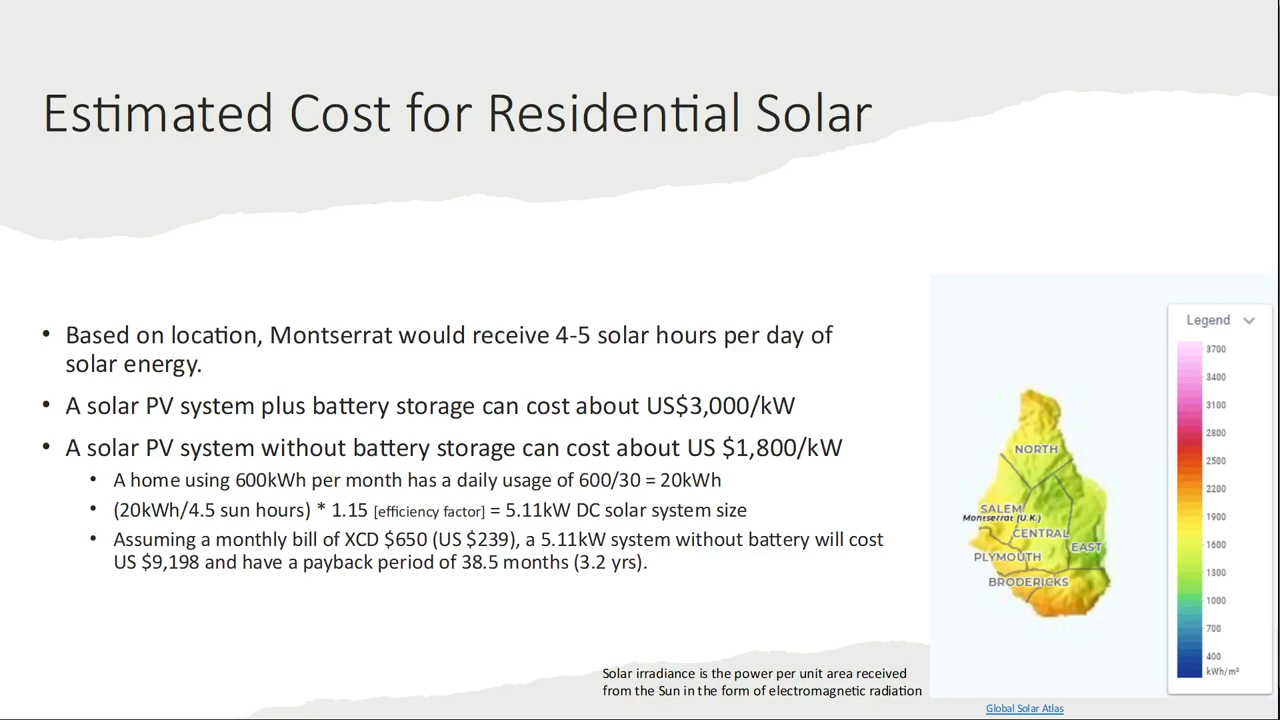 Estimated Cost for Residential Solar
• Based on location, Montserrat would receive 4-5 solar hours per day of
solar energy.
• A solar PV system plus battery storage can cost about US$3,000/kW
• A solar PV system without battery storage can cost about US $1,800/kW
• A home using 600kWh per month has a daily usage of 600/30 = 20kWh
• (20kWh/4.5 sun hours) * 1.15 [efficiency factor] = 5.11kW DC solar system size
• Assuming a monthly bill of XCD $650 (US $239), a 5.11kW system without battery will cost
US $9,198 and have a payback period of 38.5 months (3.2 yrs).
Solar irradiance is the power per unit area received
from the Sun in the form of electromagnetic radiation
NORTH
SALEM
Montserrat (U.K.)
CENTRAL
EAST
PLYMOUTH
BRODERICKS
Legend
3700
3400
3100
2800
2500
2200
1900
1600
1300
1000
700
400
kWh/m²
Global Solar Atlas